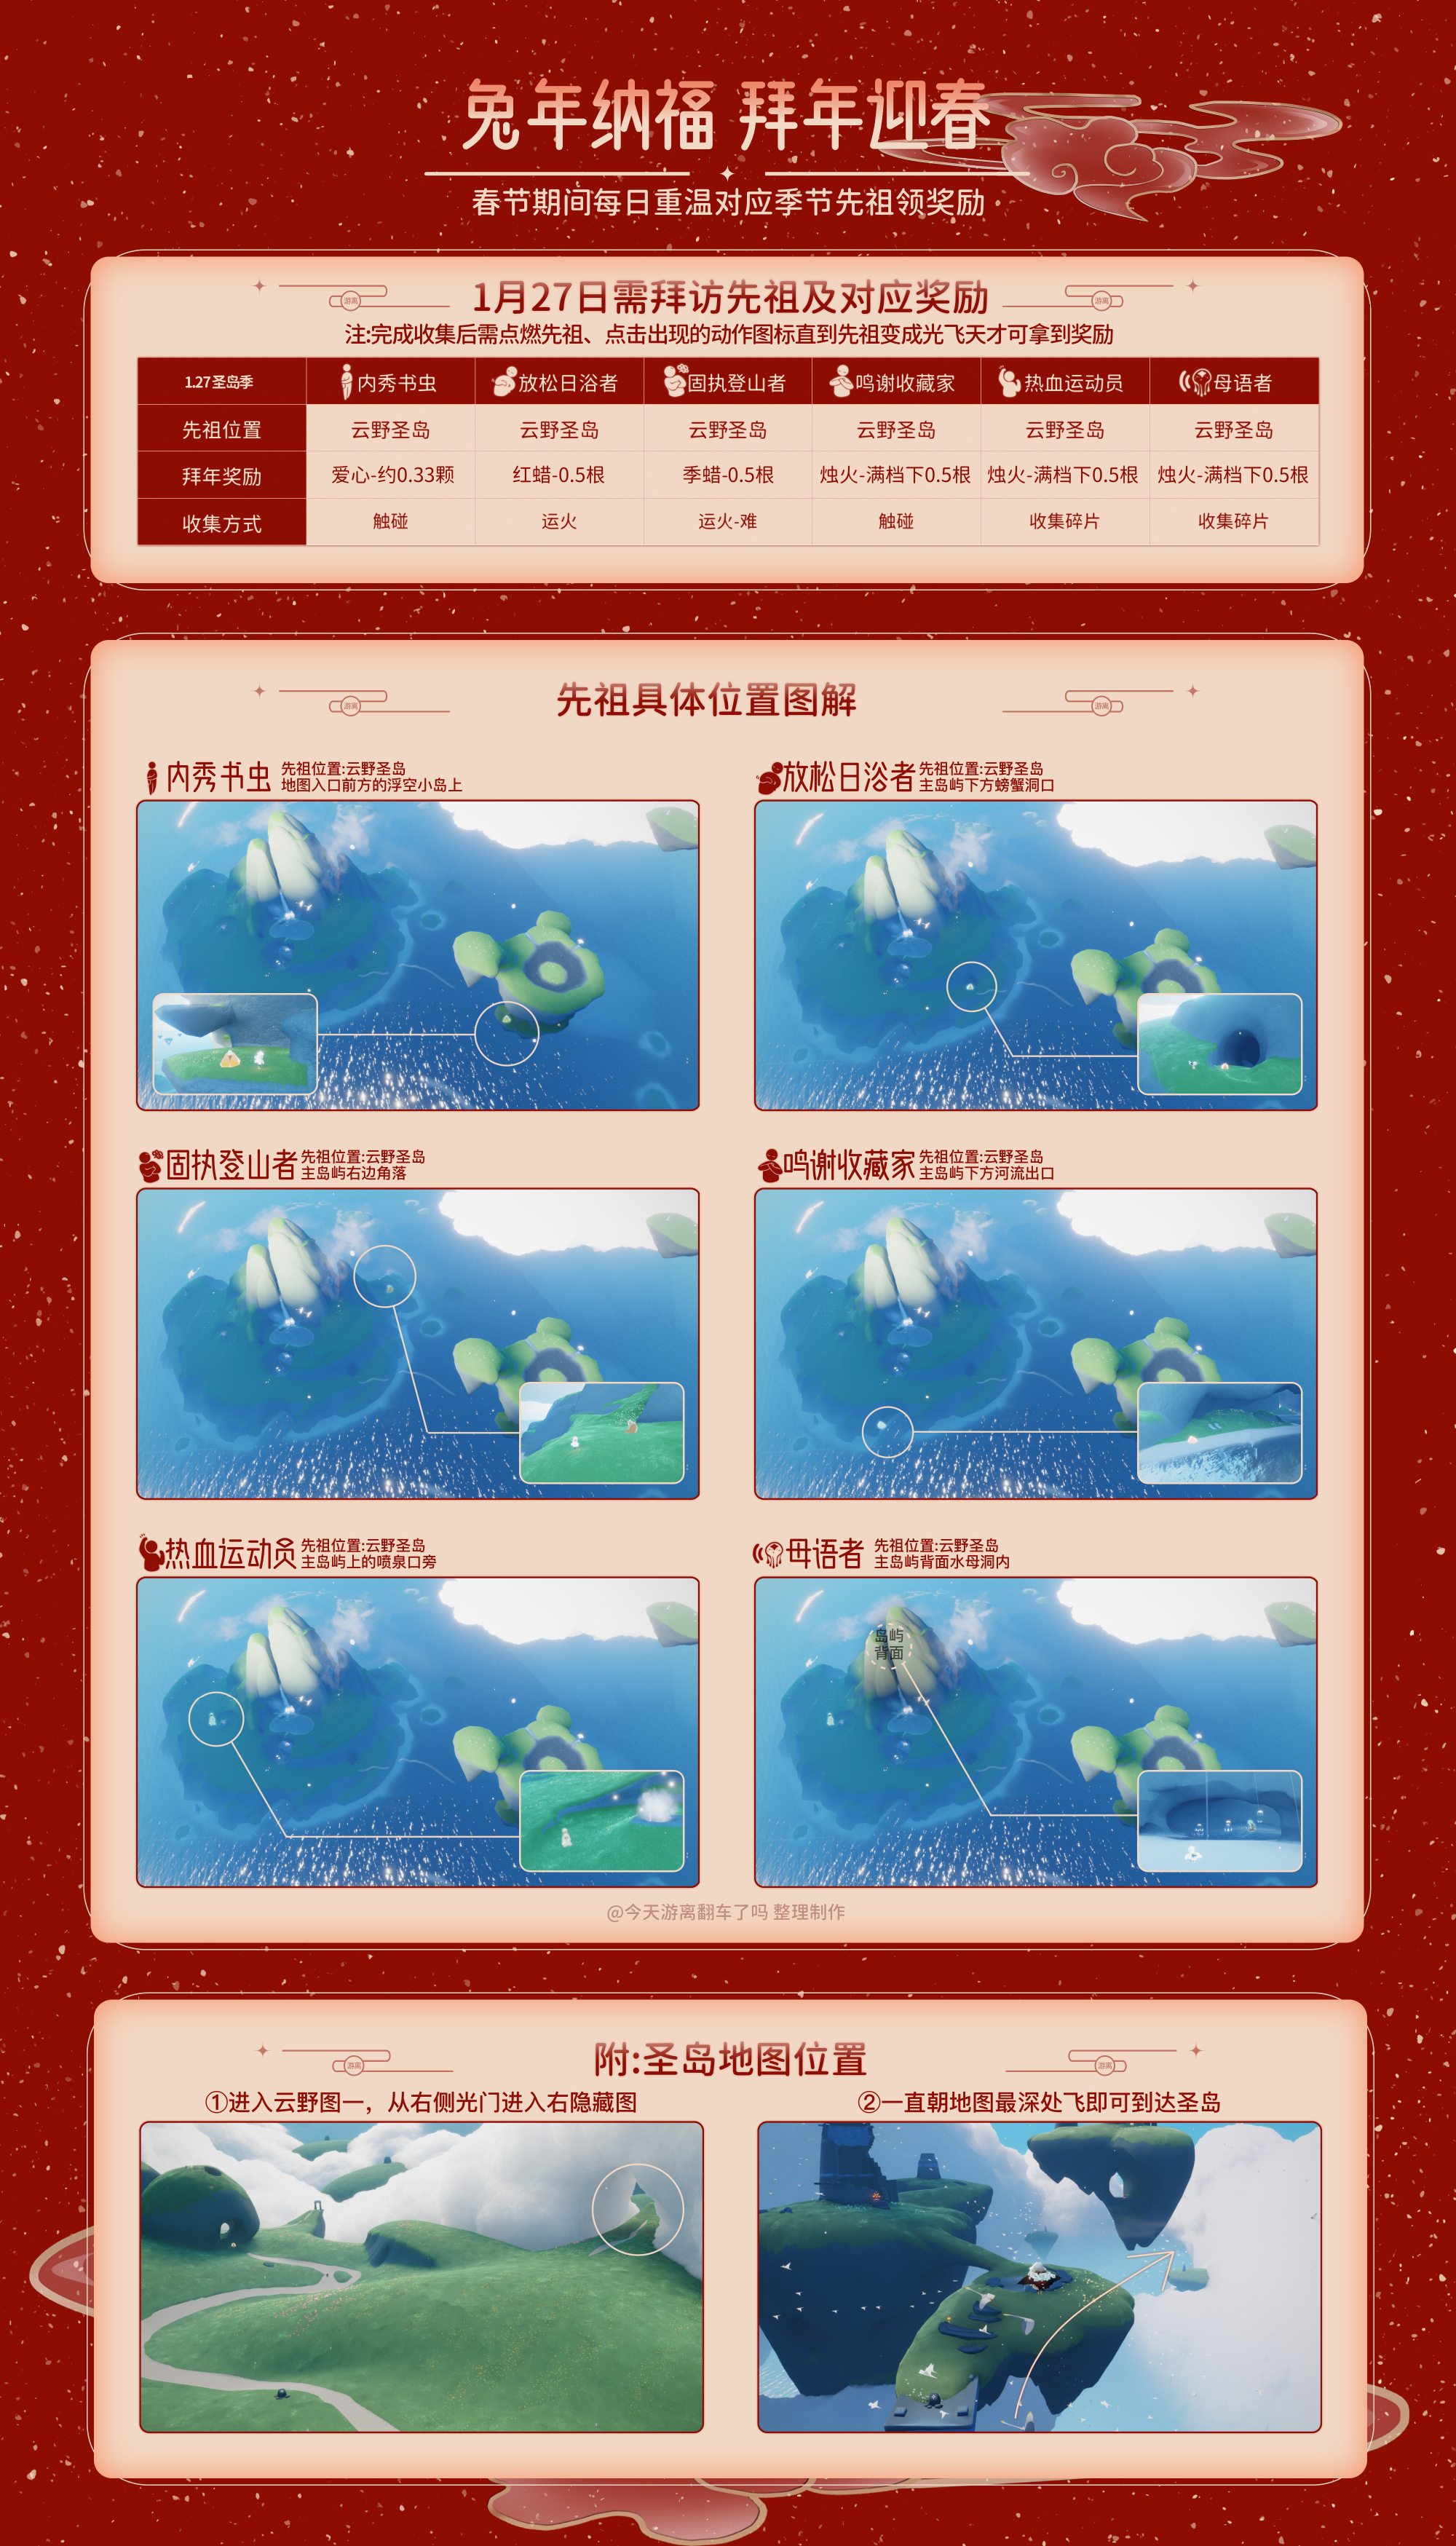 兔年纳福 拜年迎春
春节期间每日重温对应季节先祖领奖励
游离
1月27日需拜访先祖及对应奖励
游离
注:完成收集后需点燃先祖、点击出现的动作图标直到先祖变成光飞天才可拿到奖励
1.27圣岛季 内秀书虫 放松日浴者 固执登山者 鸣谢收藏家 热血运动员 母语者
先祖位置 云野圣岛 云野圣岛 云野圣岛 云野圣岛 云野圣岛 云野圣岛
拜年奖励 爱心-约0.33颗 红蜡-0.5根 季蜡-0.5根 烛火-满档下0.5根 烛火-满档下0.5根 烛火-满档下0.5根
收集方式 触碰 运火 运火-难 触碰 收集碎片 收集碎片
游离
先祖具体位置图解
游离
内秀书虫
先祖位置:云野圣岛
地图入口前方的浮空小岛上
放松日浴者
先祖位置:云野圣岛
主岛屿下方螃蟹洞口
固执登山者
先祖位置:云野圣岛
主岛屿右边角落
鸣谢收藏家
先祖位置:云野圣岛
主岛屿下方河流出口
热血运动员
先祖位置:云野圣岛
主岛屿上的喷泉口旁
母语者
先祖位置:云野圣岛
主岛屿背面水母洞内
岛屿
背面
@今天游离翻车了吗 整理制作
游离
附:圣岛地图位置
游离
①进入云野图一，从右侧光门进入右隐藏图
②一直朝地图最深处飞即可到达圣岛